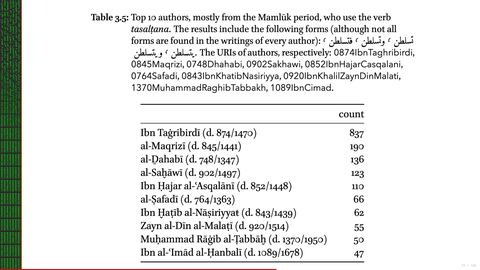 Table 3.5: Top 10 authors, mostly from the Mamlūk period, who use the verb
tasalṭana. The results include the following forms (although not all
forms are found in the writings of every author): تسلطن ، وتسلطن ، فتسلطن ،
يتسلطن ، ويتسلطن. The URIs of authors, respectively: 0874IbnTaghribirdi,
0845Maqrizi, 0748Dhahabi, 0902Sakhawi, 0852IbnHajarCasqalani,
0764Safadi, 0843IbnKhatibNasiriyya, 0920IbnKhalilZaynDinMalati,
1370MuhammadRaghibTabbakh, 1089IbnCimad.
count
Ibn Taġribirdī (d. 874/1470) 837
al-Maqrīzī (d. 845/1441) 190
al-Ḏahabī (d. 748/1347) 136
al-Saḫāwī (d. 902/1497) 123
Ibn Ḥajar al-ʿAsqalānī (d. 852/1448) 110
al-Ṣafadī (d. 764/1363) 66
Ibn Ḫaṭīb al-Nāṣiriyyat (d. 843/1439) 62
Zayn al-Dīn al-Malaṭī (d. 920/1514) 55
Muḥammad Rāġib al-Ṭabbāḫ (d. 1370/1950) 50
Ibn al-ʿImād al-Ḥanbalī (d. 1089/1678) 47